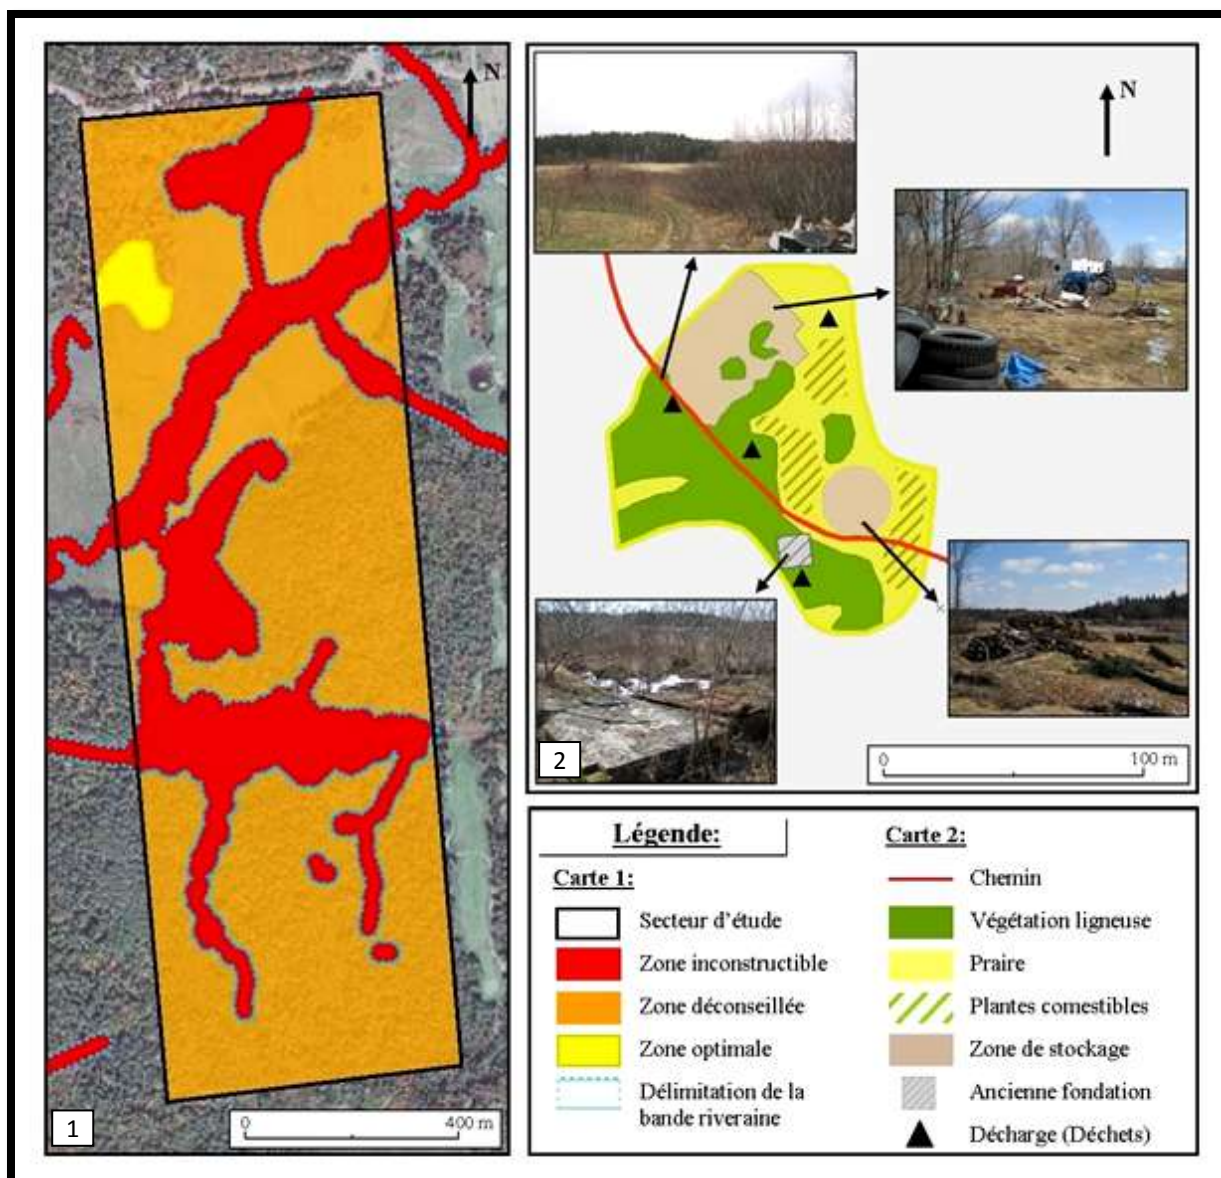 N
1
0 400 m
N
2
0 100 m
Légende:
Carte 1:
Secteur d'étude
Zone inconstructible
Zone déconseillée
Zone optimale
Délimitation de la
bande riveraine
Carte 2:
Chemin
Végétation ligneuse
Praire
Plantes comestibles
Zone de stockage
Ancienne fondation
Décharge (Déchets)